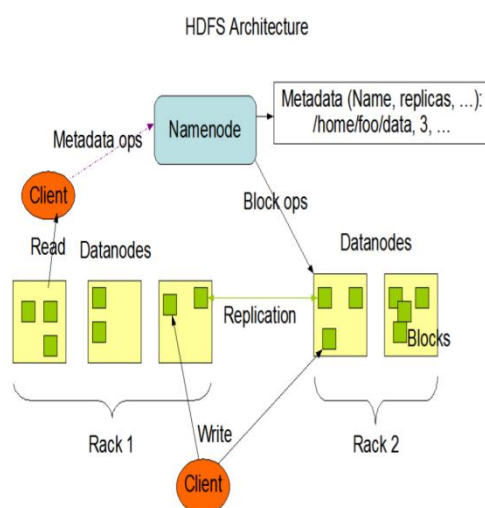 HDFS Architecture
Metadata (Name, replicas, ...):
/home/foo/data, 3, ...
Namenode
Metadata ops
Client
Block ops
Read
Datanodes
Datanodes
Replication
Blocks
Rack 1
Write
Rack 2
Client